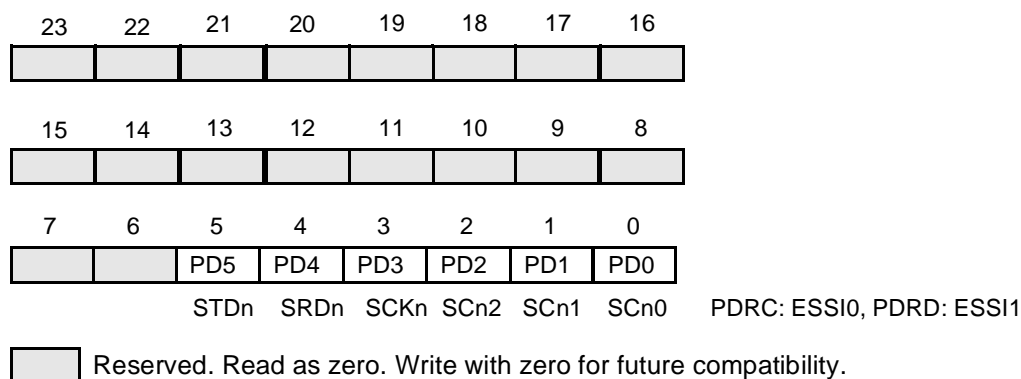 23 22 21 20 19 18 17 16
15 14 13 12 11 10 9 8
7 6 5 4 3 2 1 0
PD5 PD4 PD3 PD2 PD1 PD0
STDn SRDn SCKn SCn2 SCn1 SCn0 PDRC: ESSI0, PDRD: ESSI1
Reserved. Read as zero. Write with zero for future compatibility.